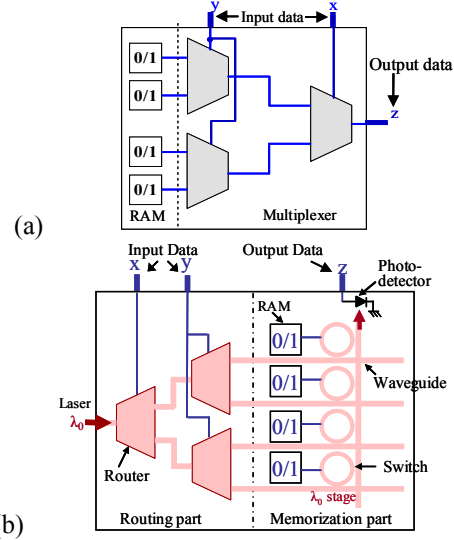 y Input data x
0/1
Output data
0/1
z
0/1
0/1
RAM Multiplexer
(a)
Input Data Output Data Photo-
detector
x y z
RAM
0/1
Waveguide
0/1
Laser
λ0
0/1
Router
0/1 Switch
λ0 stage
(b)
Routing part Memorization part